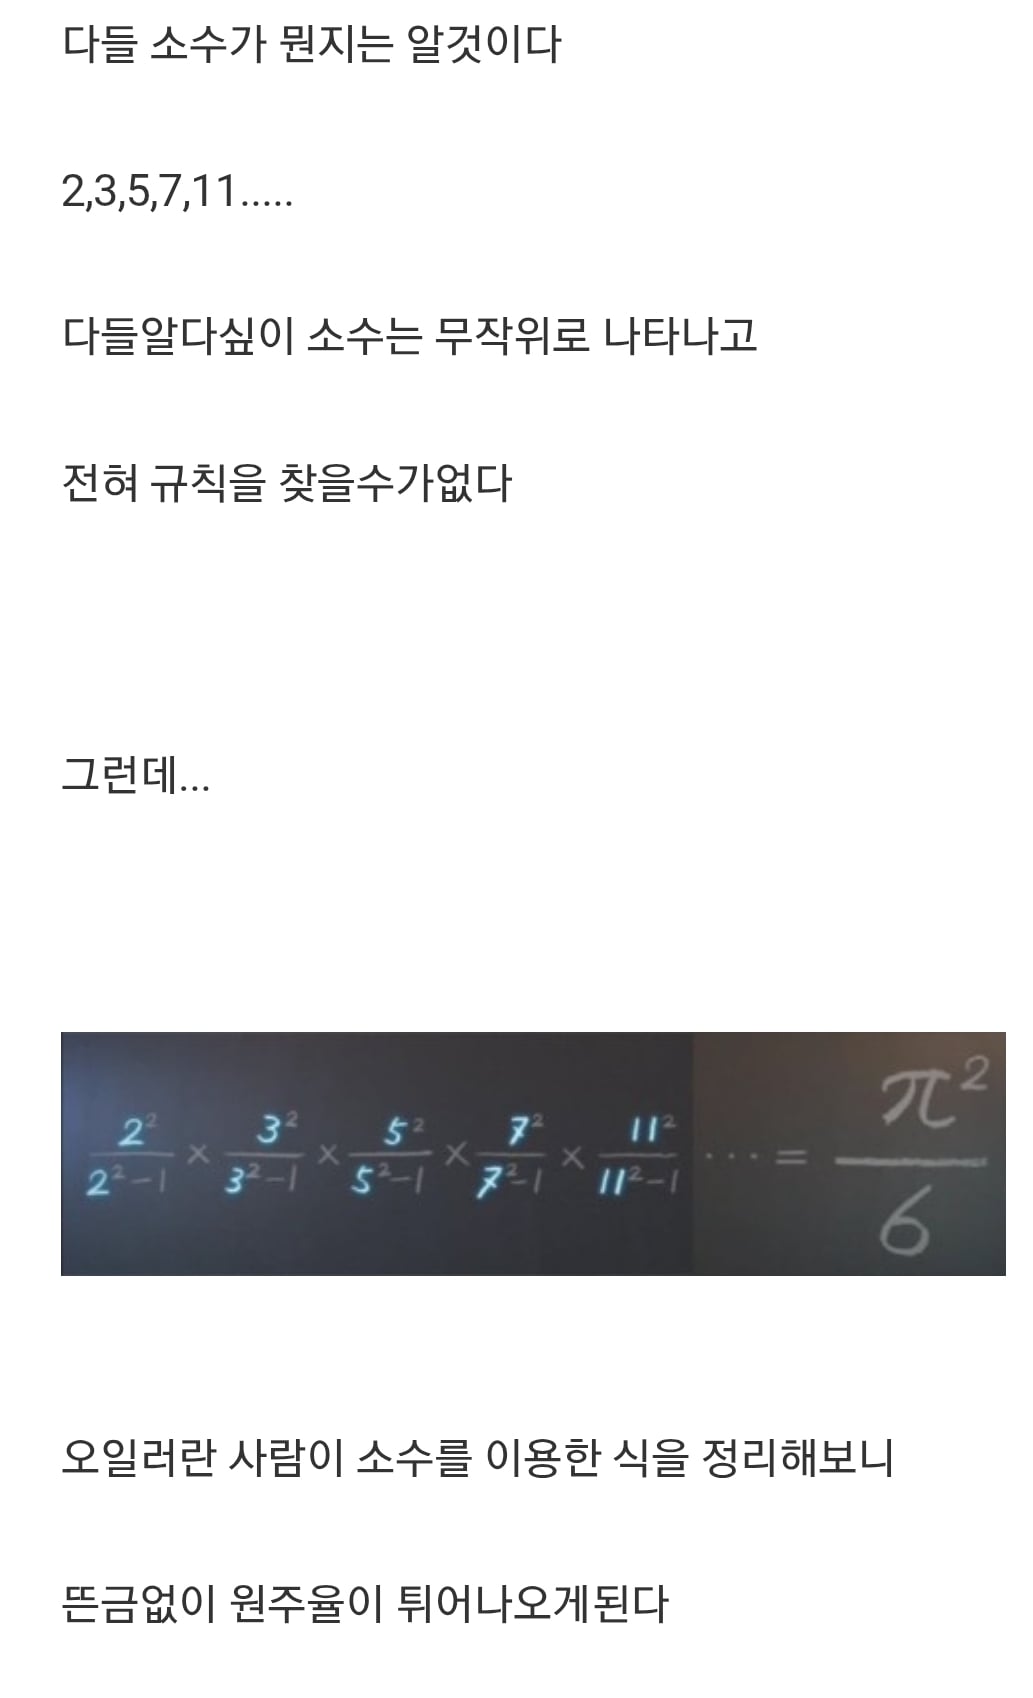 다들 소수가 뭔지는 알것이다
2,3,5,7,11.....
다들알다싶이 소수는 무작위로 나타나고
전혀 규칙을 찾을수가없다
그런데...
2²/2²-1 × 3²/3²-1 × 5²/5²-1 × 7²/7²-1 × 11²/11²-1 ... = π²/6
오일러란 사람이 소수를 이용한 식을 정리해보니
뜬금없이 원주율이 튀어나오게된다